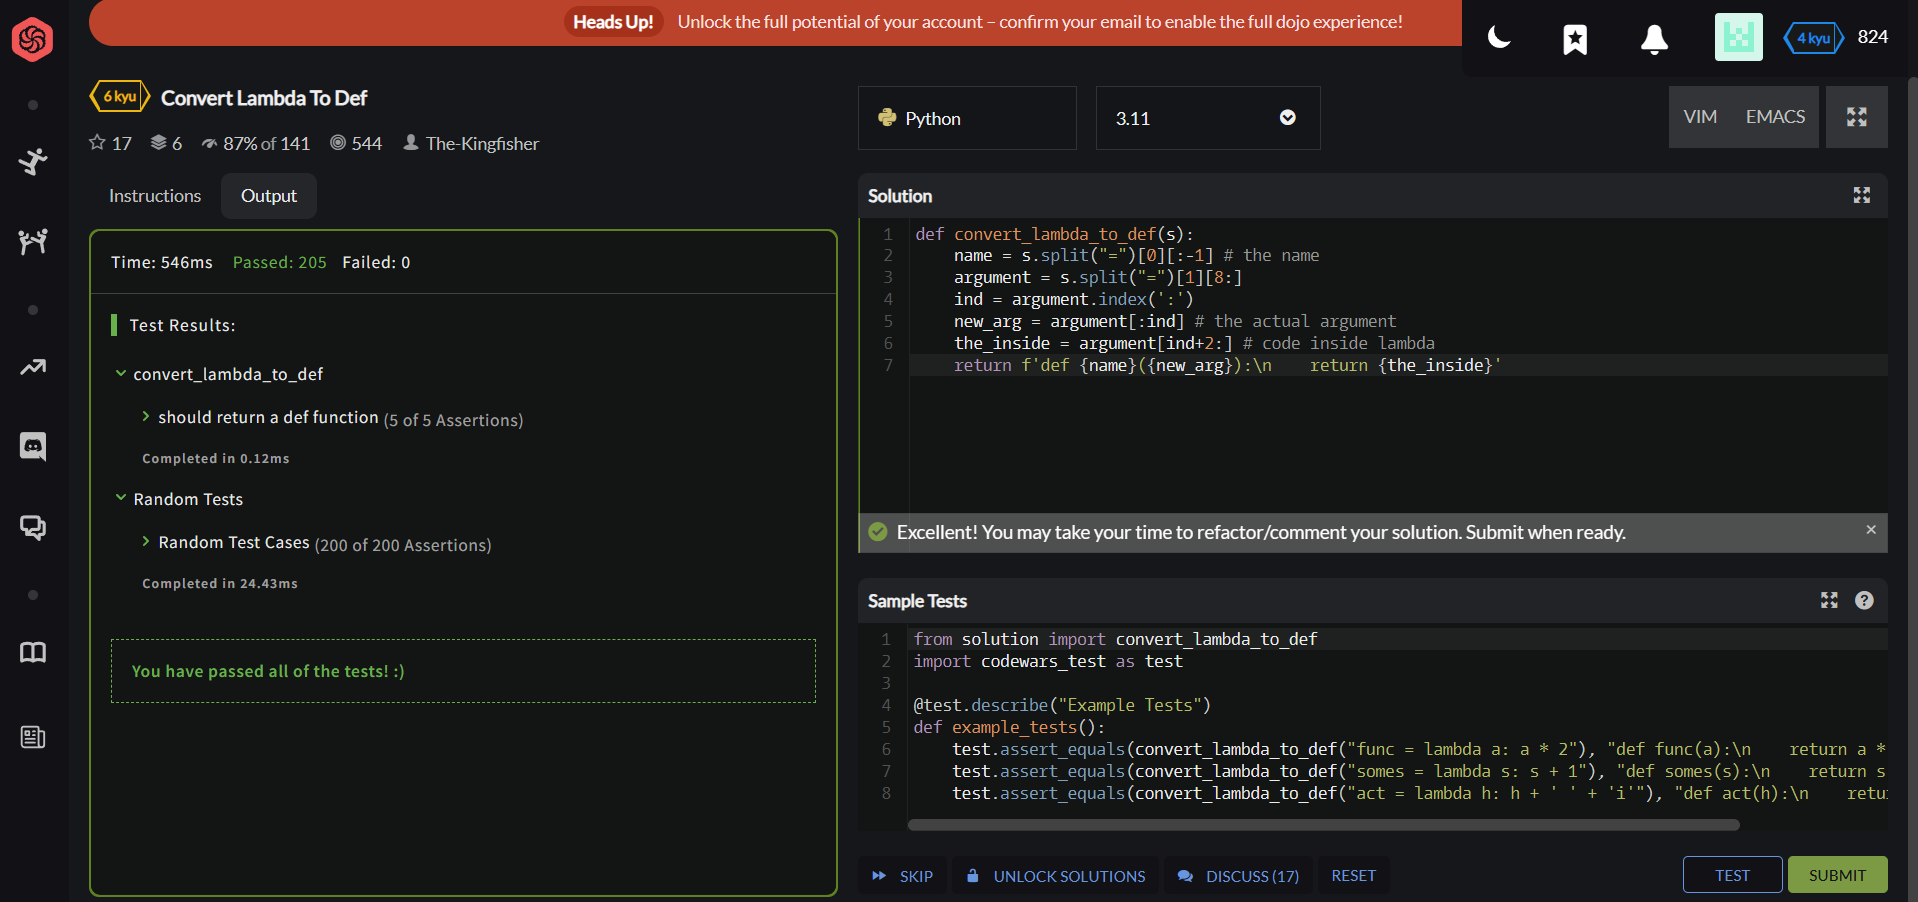 Heads Up! Unlock the full potential of your account – confirm your email to enable the full dojo experience!
4 kyu 824
6 kyu Convert Lambda To Def
17 6 87% of 141 544 The-Kingfisher
Instructions Output
Time: 546ms Passed: 205 Failed: 0
Test Results:
convert_lambda_to_def
should return a def function (5 of 5 Assertions)
Completed in 0.12ms
Random Tests
Random Test Cases (200 of 200 Assertions)
Completed in 24.43ms
You have passed all of the tests! :)
Python 3.11 VIM EMACS
Solution
1 def convert_lambda_to_def(s):
2     name = s.split("=")[0][:-1] # the name
3     argument = s.split("=")[1][8:]
4     ind = argument.index(':')
5     new_arg = argument[:ind] # the actual argument
6     the_inside = argument[ind+2:] # code inside lambda
7     return f'def {name}({new_arg}):\n    return {the_inside}'
Excellent! You may take your time to refactor/comment your solution. Submit when ready. ×
Sample Tests ?
1 from solution import convert_lambda_to_def
2 import codewars_test as test
3
4 @test.describe("Example Tests")
5 def example_tests():
6     test.assert_equals(convert_lambda_to_def("func = lambda a: a * 2"), "def func(a):\n    return a *
7     test.assert_equals(convert_lambda_to_def("somes = lambda s: s + 1"), "def somes(s):\n    return s
8     test.assert_equals(convert_lambda_to_def("act = lambda h: h + ' ' + 'i'"), "def act(h):\n    retu
SKIP UNLOCK SOLUTIONS DISCUSS (17) RESET TEST SUBMIT